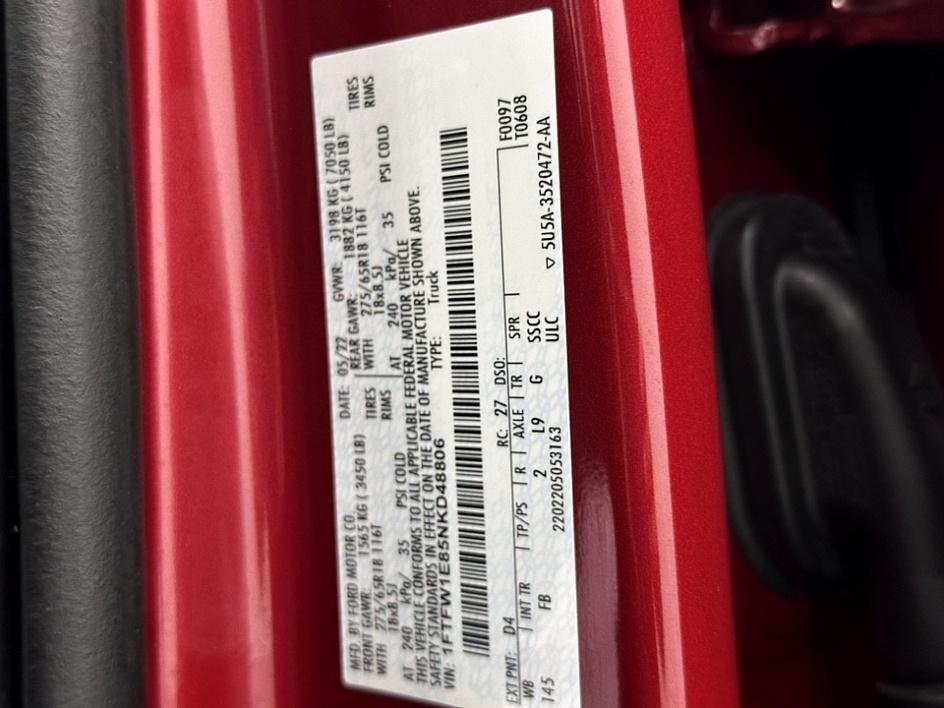 MFD. BY FORD MOTOR CO. DATE: 05/22 GVWR: 3198 KG ( 7050 LB)
FRONT GAWR: 1565 KG ( 3450 LB) REAR GAWR: 1882 KG ( 4150 LB)
WITH 275/65R18 116T TIRES WITH 275/65R18 116T TIRES
18x8.5J RIMS 18x8.5J RIMS
AT 240 kPa/ 35 PSI COLD AT 240 kPa/ 35 PSI COLD
THIS VEHICLE CONFORMS TO ALL APPLICABLE FEDERAL MOTOR VEHICLE
SAFETY STANDARDS IN EFFECT ON THE DATE OF MANUFACTURE SHOWN ABOVE.
VIN: 1FTFW1E85NKD48806 TYPE: Truck
F0097
EXT PNT: D4 RC: 27 DSO: T0608
WB INT TR TP/PS R AXLE TR SPR
145 FB 2 L9 G SSCC
2202205053163 ULC ▽ 5U5A-3520472-AA